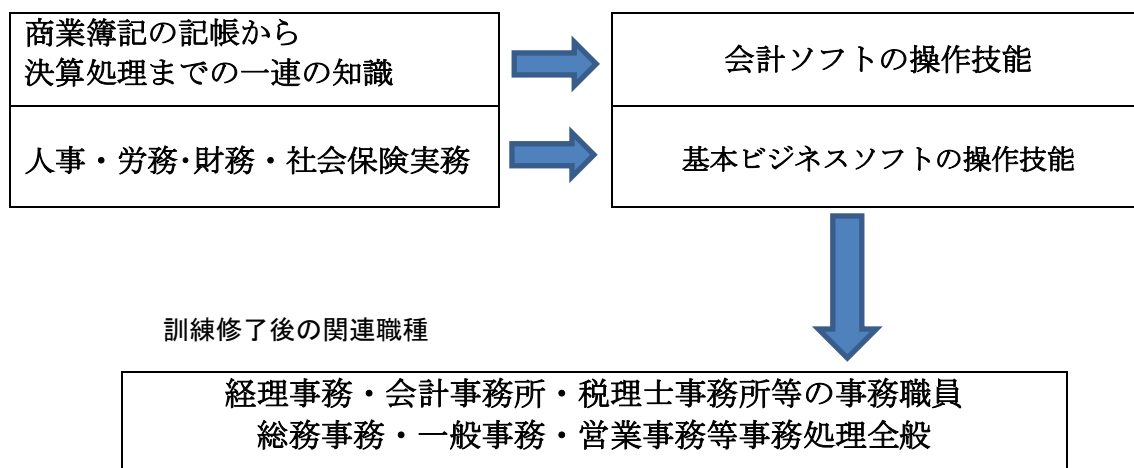 商業簿記の記帳から
決算処理までの一連の知識
会計ソフトの操作技能
人事・労務・財務・社会保険実務
基本ビジネスソフトの操作技能
訓練修了後の関連職種
経理事務・会計事務所・税理士事務所等の事務職員
総務事務・一般事務・営業事務等事務処理全般